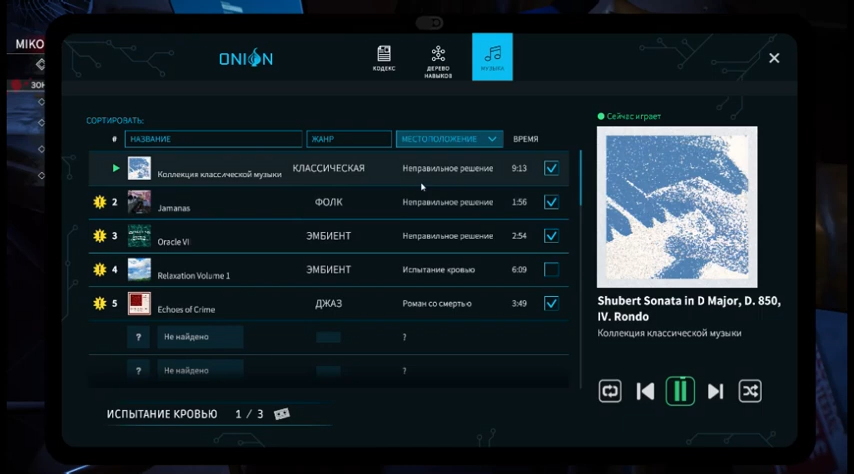 MIKO
ЗОН
ONION
КОДЕКС
ДЕРЕВО
НАВЫКОВ
МУЗЫКА
СОРТИРОВАТЬ:
# НАЗВАНИЕ ЖАНР МЕСТОПОЛОЖЕНИЕ ВРЕМЯ
Коллекция классической музыки КЛАССИЧЕСКАЯ Неправильное решение 9:13
2 Jamanas ФОЛК Неправильное решение 1:56
3 Oracle VII ЭМБИЕНТ Неправильное решение 2:54
4 Relaxation Volume 1 ЭМБИЕНТ Испытание кровью 6:09
5 Echoes of Crime ДЖАЗ Роман со смертью 3:49
? Не найдено ?
? Не найдено ?
ИСПЫТАНИЕ КРОВЬЮ 1 / 3
Сейчас играет
Shubert Sonata in D Major, D. 850,
IV. Rondo
Коллекция классической музыки